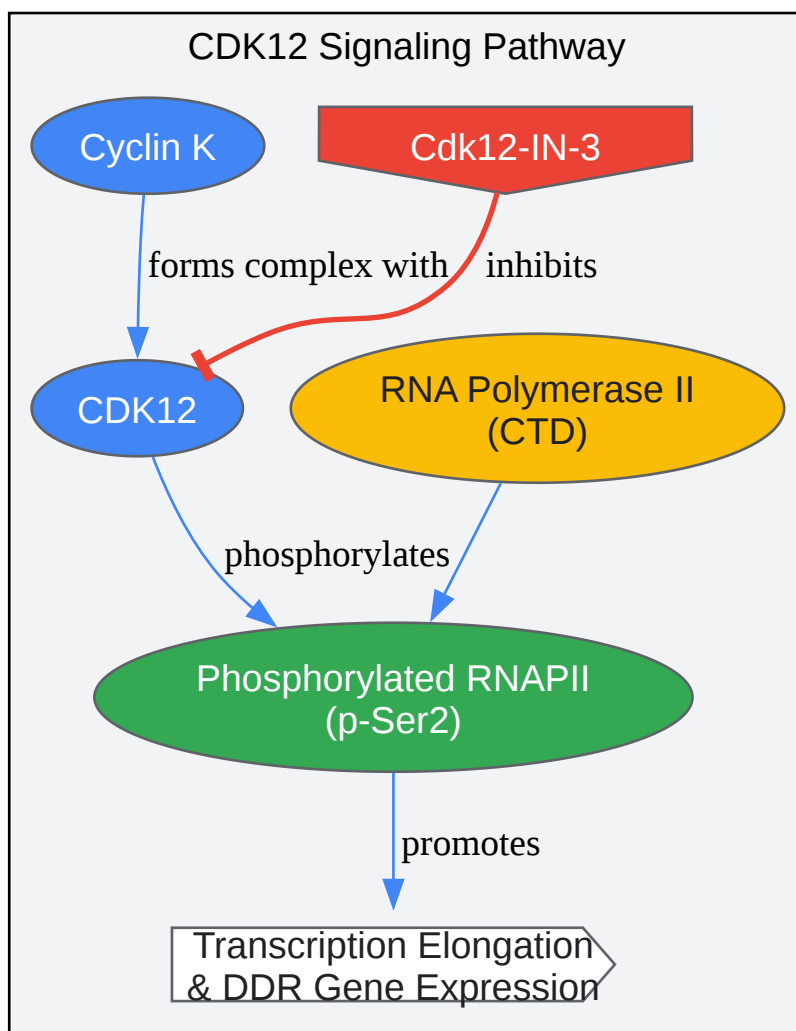 CDK12 Signaling Pathway
Cyclin K
Cdk12-IN-3
forms complex with
inhibits
CDK12
RNA Polymerase II
(CTD)
phosphorylates
Phosphorylated RNAPII
(p-Ser2)
promotes
Transcription Elongation
& DDR Gene Expression